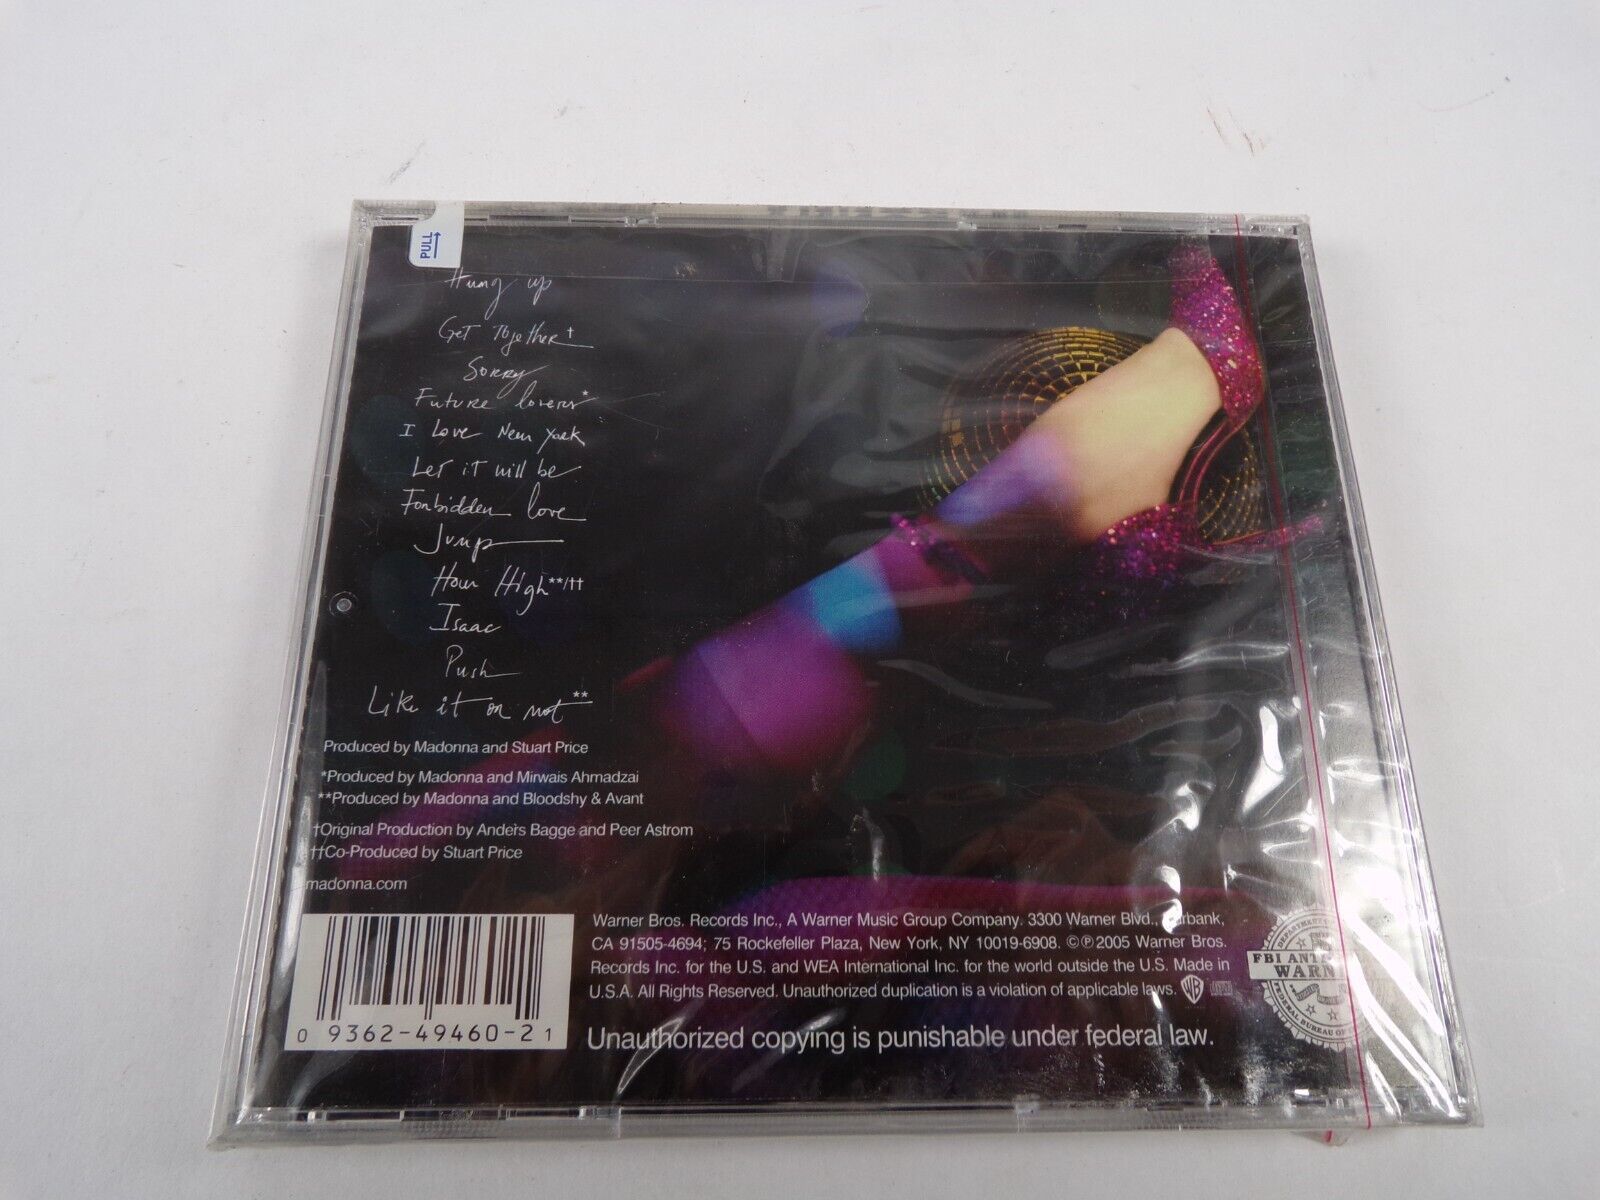 PULL
Hung up
Get Together†
Sorry
Future lovers*
I Love New York
Let it will be
Forbidden love
Jump
How High**/††
Isaac
Push
Like it or not**
Produced by Madonna and Stuart Price
*Produced by Madonna and Mirwais Ahmadzai
**Produced by Madonna and Bloodshy & Avant
†Original Production by Anders Bagge and Peer Astrom
††Co-Produced by Stuart Price
madonna.com
Warner Bros. Records Inc., A Warner Music Group Company. 3300 Warner Blvd.,
CA 91505-4694; 75 Rockefeller Plaza, New York, NY 10019-6908. ©℗2005 Warner Bros.
Records Inc. for the U.S. and WEA International Inc. for the world outside the U.S. Made in
U.S.A. All Rights Reserved. Unauthorized duplication is a violation of applicable laws. WB
Unauthorized copying is punishable under federal law.
0 9362-49460-2 1
FBI
FEDERAL BUREAU OF